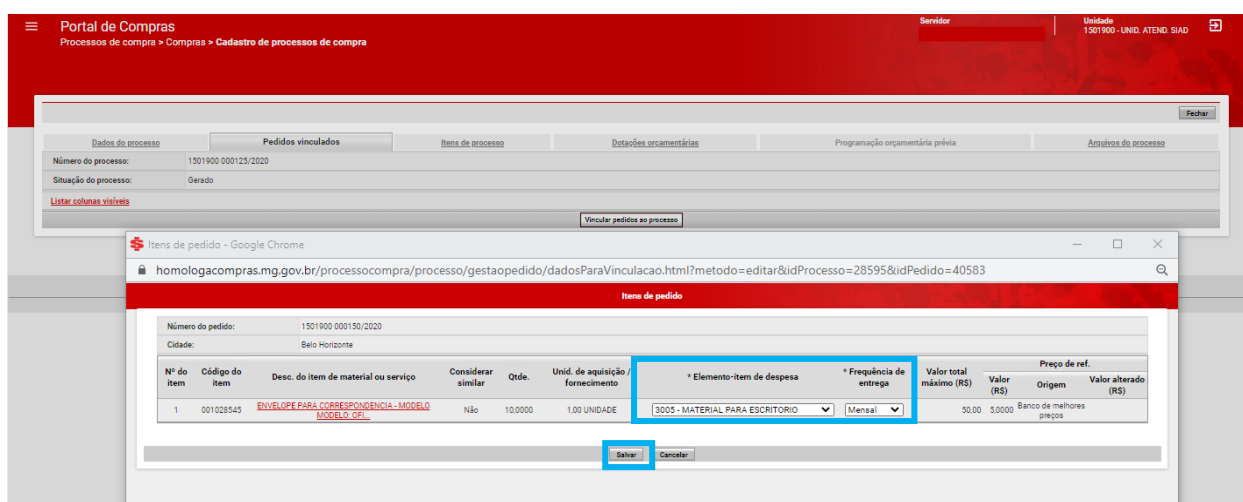 Portal de Compras
Processos de compra > Compras > Cadastro de processos de compra
Servidor
Unidade
1501900 - UNID. ATEND. SIAD
Fechar
Dados do processo Pedidos vinculados Itens de processo Dotações orçamentárias Programação orçamentária prévia Arquivos do processo
Número do processo: 1501900 000125/2020
Situação do processo: Gerado
Listar colunas visíveis
Vincular pedidos ao processo
Itens de pedido - Google Chrome
homologacompras.mg.gov.br/processocompra/processo/gestaopedido/dadosParaVinculacao.html?metodo=editar&idProcesso=28595&idPedido=40583
Itens de pedido
Número do pedido: 1501900 000150/2020
Cidade: Belo Horizonte
Nº do item Código do item Desc. do item de material ou serviço Considerar similar Qtde. Unid. de aquisição / fornecimento * Elemento-item de despesa * Frequência de entrega Valor total máximo (R$) Preço de ref.
Valor (R$) Origem Valor alterado (R$)
1 001028545 ENVELOPE PARA CORRESPONDENCIA - MODELO MODELO: OFI... Não 10,0000 1,00 UNIDADE 3005 - MATERIAL PARA ESCRITORIO Mensal 50,00 5,0000 Banco de melhores preços
Salvar Cancelar